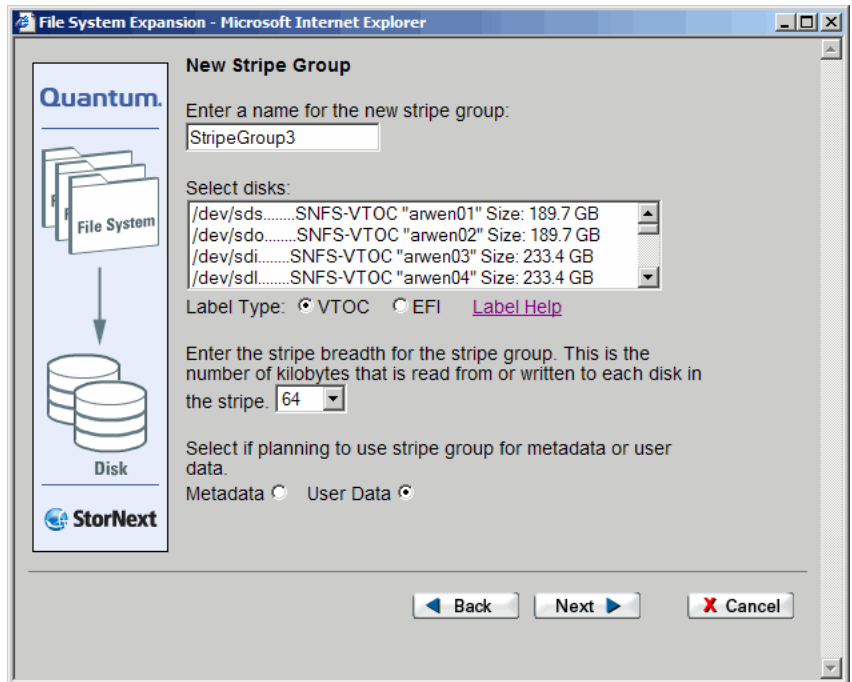 File System Expansion - Microsoft Internet Explorer
Quantum.
File System
Disk
StorNext
New Stripe Group
Enter a name for the new stripe group:
StripeGroup3
Select disks:
/dev/sds........SNFS-VTOC "arwen01" Size: 189.7 GB
/dev/sdo........SNFS-VTOC "arwen02" Size: 189.7 GB
/dev/sdi........SNFS-VTOC "arwen03" Size: 233.4 GB
/dev/sdl........SNFS-VTOC "arwen04" Size: 233.4 GB
Label Type: VTOC EFI Label Help
Enter the stripe breadth for the stripe group. This is the
number of kilobytes that is read from or written to each disk in
the stripe. 64
Select if planning to use stripe group for metadata or user
data.
Metadata User Data
Back Next X Cancel